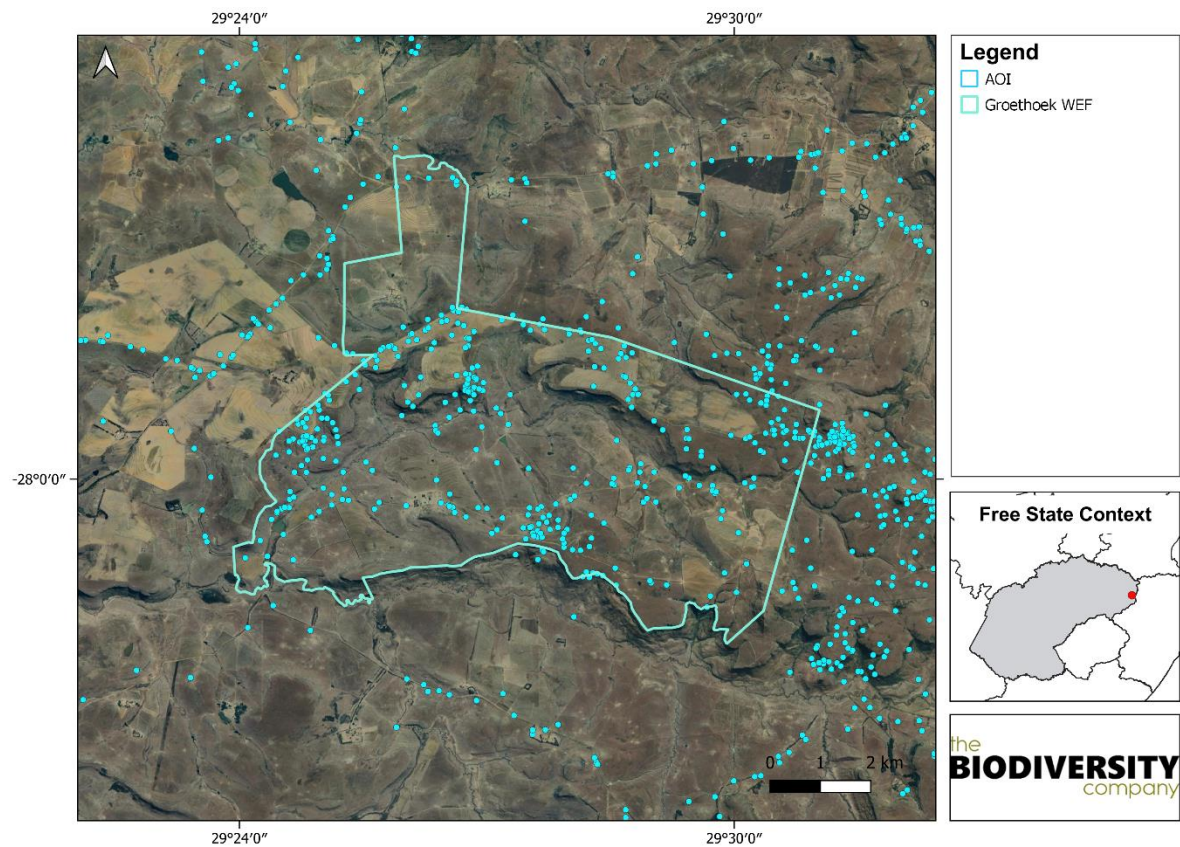 29°24′0″
29°30′0″
Legend
AOI
Groethoek WEF
-28°0′0″
Free State Context
0 1 2 km
the
BIODIVERSITY
company
29°24′0″
29°30′0″